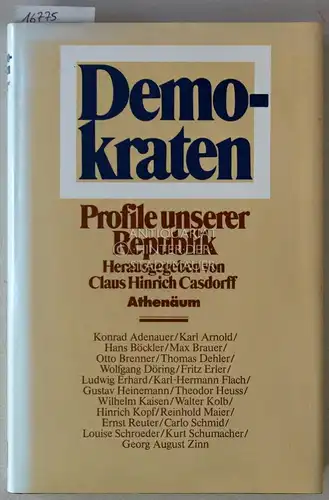 16775
Demo-
kraten
Profile unserer
Republik
Herausgegeben von
Claus Hinrich Casdorff
Athenäum
Konrad Adenauer/Karl Arnold/
Hans Böckler/Max Brauer/
Otto Brenner/Thomas Dehler/
Wolfgang Döring/Fritz Erler/
Ludwig Erhard/Karl-Hermann Flach/
Gustav Heinemann/Theodor Heuss/
Wilhelm Kaisen/Walter Kolb/
Hinrich Kopf/Reinhold Maier/
Ernst Reuter/Carlo Schmid/
Louise Schroeder/Kurt Schumacher/
Georg August Zinn
ANTIQUARIAT